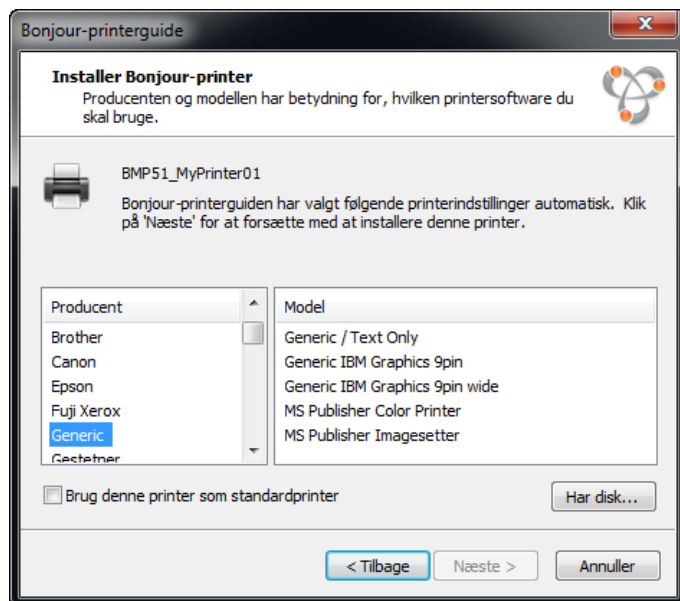 Bonjour-printerguide
Installer Bonjour-printer
Producenten og modellen har betydning for, hvilken printersoftware du
skal bruge.
BMP51_MyPrinter01
Bonjour-printerguiden har valgt følgende printerindstillinger automatisk. Klik
på 'Næste' for at forsætte med at installere denne printer.
Producent
Brother
Canon
Epson
Fuji Xerox
Generic
Gestetner
Model
Generic / Text Only
Generic IBM Graphics 9pin
Generic IBM Graphics 9pin wide
MS Publisher Color Printer
MS Publisher Imagesetter
Brug denne printer som standardprinter
Har disk...
< Tilbage
Næste >
Annuller